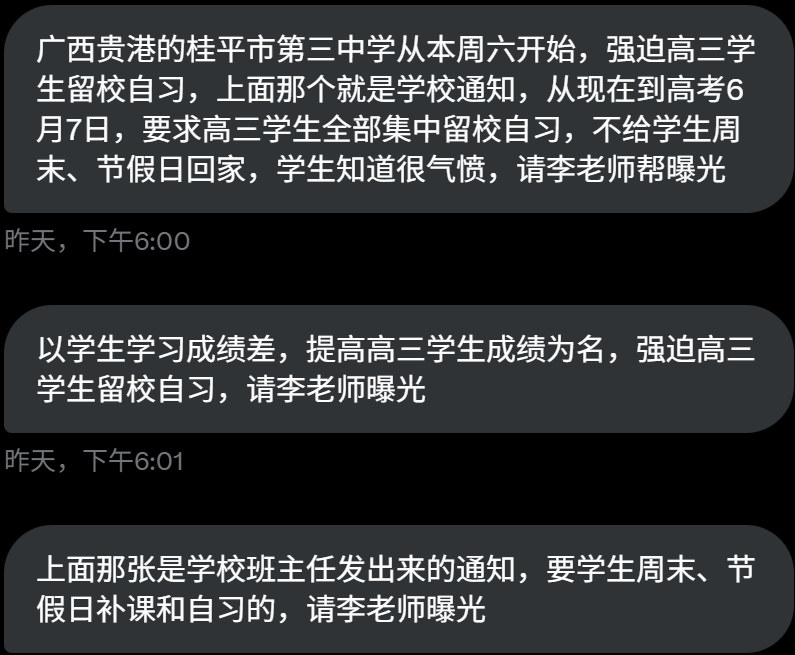 广西贵港的桂平市第三中学从本周六开始，强迫高三学
生留校自习，上面那个就是学校通知，从现在到高考6
月7日，要求高三学生全部集中留校自习，不给学生周
末、节假日回家，学生知道很气愤，请李老师帮曝光
昨天，下午6:00
以学生学习成绩差，提高高三学生成绩为名，强迫高三
学生留校自习，请李老师曝光
昨天，下午6:01
上面那张是学校班主任发出来的通知，要学生周末、节
假日补课和自习的，请李老师曝光